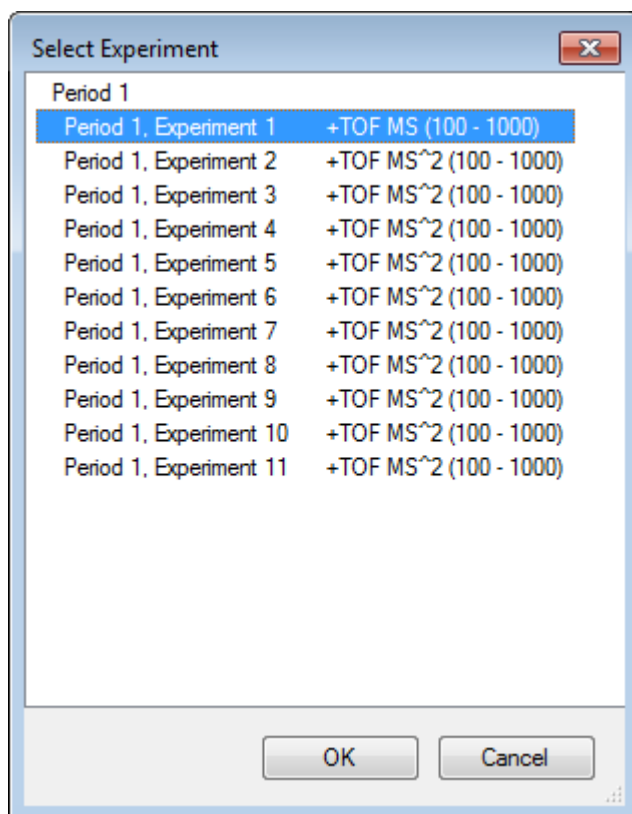 Select Experiment
Period 1
Period 1, Experiment 1 +TOF MS (100 - 1000)
Period 1, Experiment 2 +TOF MS^2 (100 - 1000)
Period 1, Experiment 3 +TOF MS^2 (100 - 1000)
Period 1, Experiment 4 +TOF MS^2 (100 - 1000)
Period 1, Experiment 5 +TOF MS^2 (100 - 1000)
Period 1, Experiment 6 +TOF MS^2 (100 - 1000)
Period 1, Experiment 7 +TOF MS^2 (100 - 1000)
Period 1, Experiment 8 +TOF MS^2 (100 - 1000)
Period 1, Experiment 9 +TOF MS^2 (100 - 1000)
Period 1, Experiment 10 +TOF MS^2 (100 - 1000)
Period 1, Experiment 11 +TOF MS^2 (100 - 1000)
OK Cancel